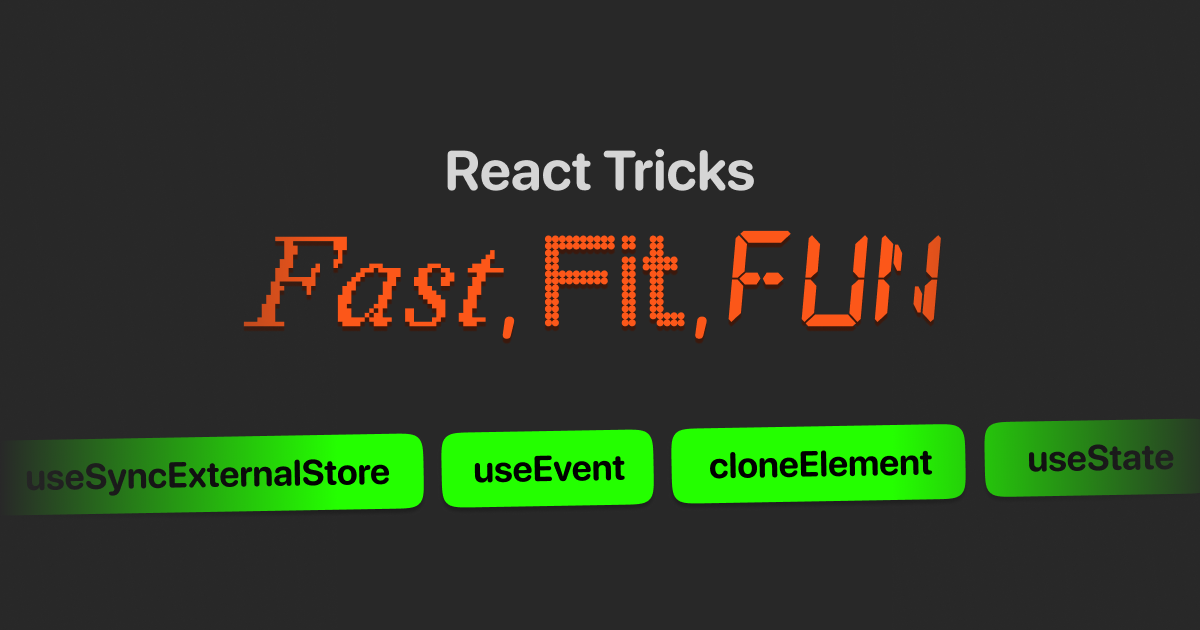 React Tricks
Fast, Fit, FUN
useSyncExternalStore useEvent cloneElement useState